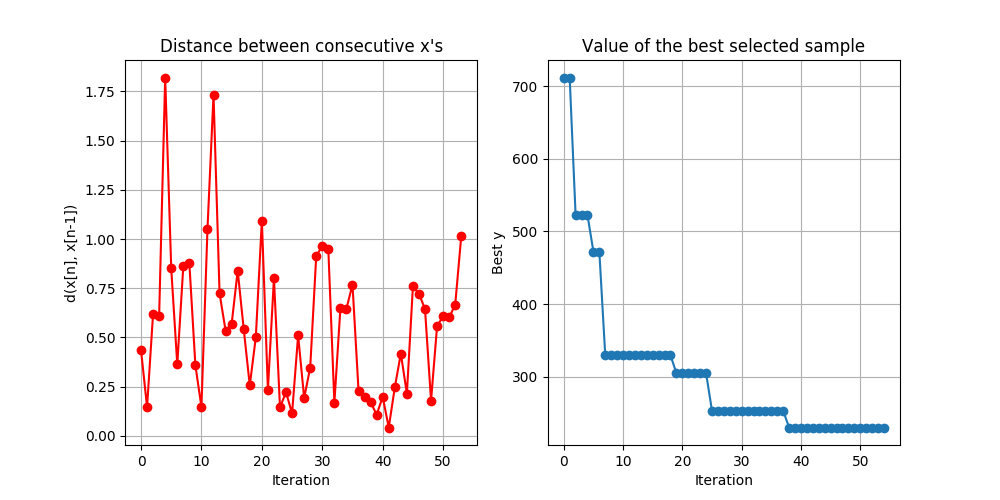 Distance between consecutive x's
d(x[n], x[n-1])
1.75
1.50
1.25
1.00
0.75
0.50
0.25
0.00
0 10 20 30 40 50
Iteration
Value of the best selected sample
Best y
700
600
500
400
300
0 10 20 30 40 50
Iteration